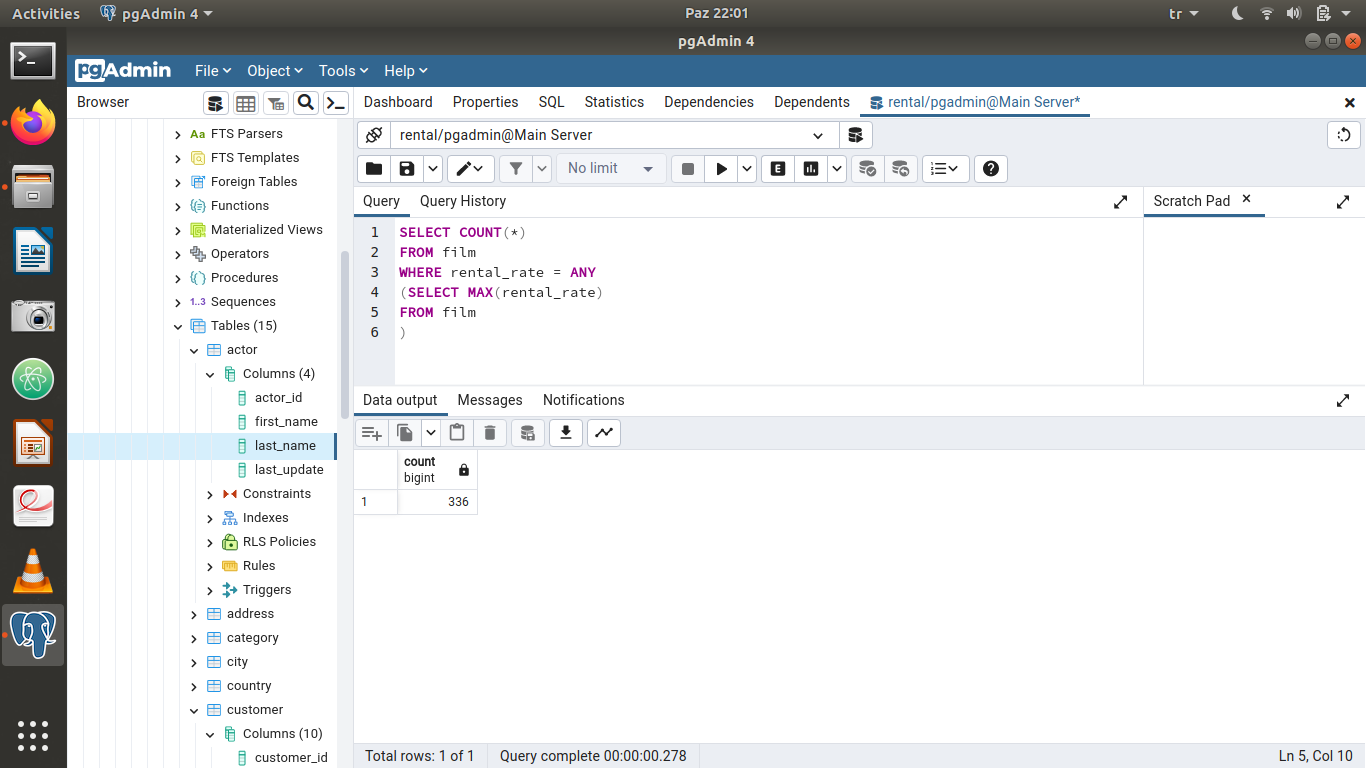 Activities pgAdmin 4 Paz 22:01 tr
pgAdmin 4
pgAdmin File Object Tools Help
Browser
Dashboard Properties SQL Statistics Dependencies Dependents rental/pgadmin@Main Server*
Aa FTS Parsers
FTS Templates
Foreign Tables
Functions
Materialized Views
Operators
Procedures
1..3 Sequences
Tables (15)
actor
Columns (4)
actor_id
first_name
last_name
last_update
Constraints
Indexes
RLS Policies
Rules
Triggers
address
category
city
country
customer
Columns (10)
customer_id
rental/pgadmin@Main Server
No limit E
Query Query History
Scratch Pad
1 SELECT COUNT(*)
2 FROM film
3 WHERE rental_rate = ANY
4 (SELECT MAX(rental_rate)
5 FROM film
6 )
Data output Messages Notifications
count
bigint
1 336
Total rows: 1 of 1 Query complete 00:00:00.278 Ln 5, Col 10